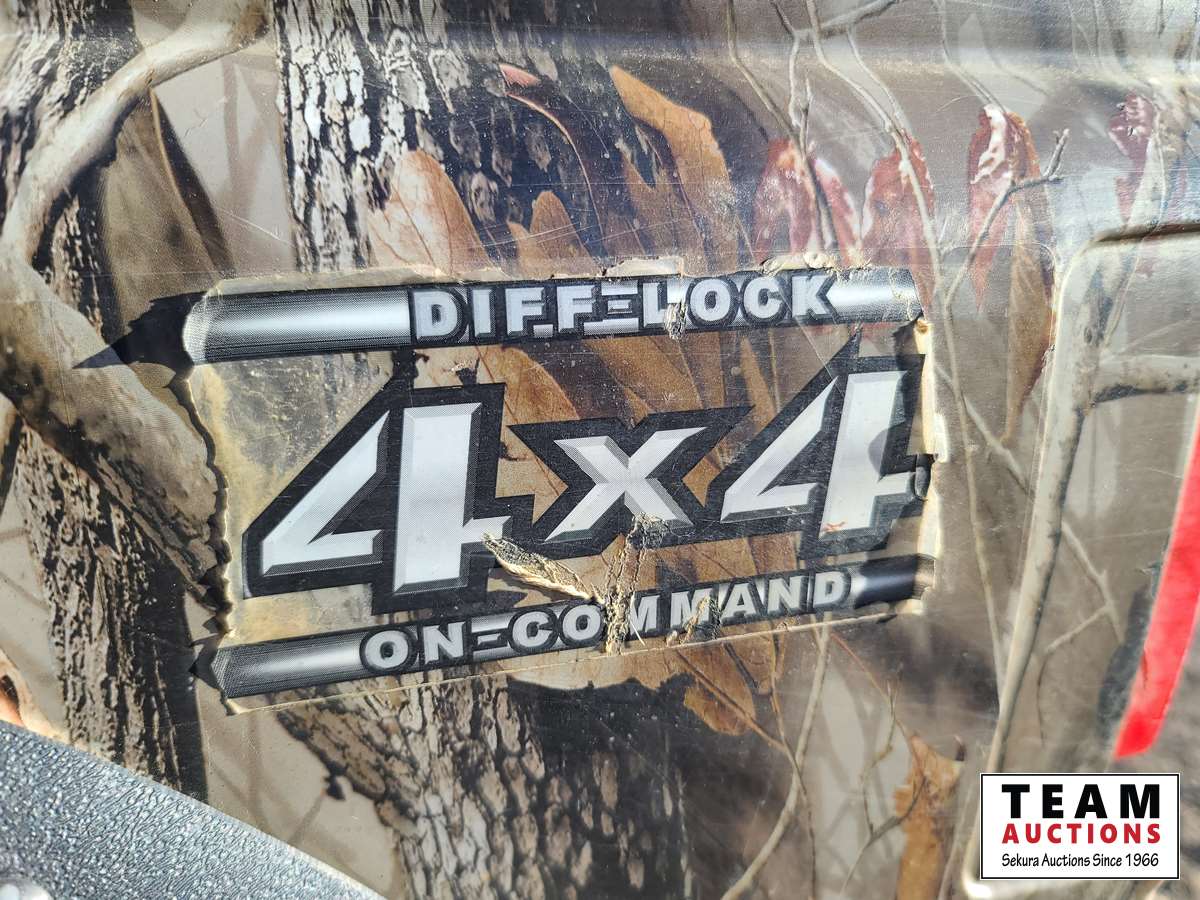 DIFF-LOCK
4x4
ON-COMMAND
TEAM
AUCTIONS
Sekura Auctions Since 1966